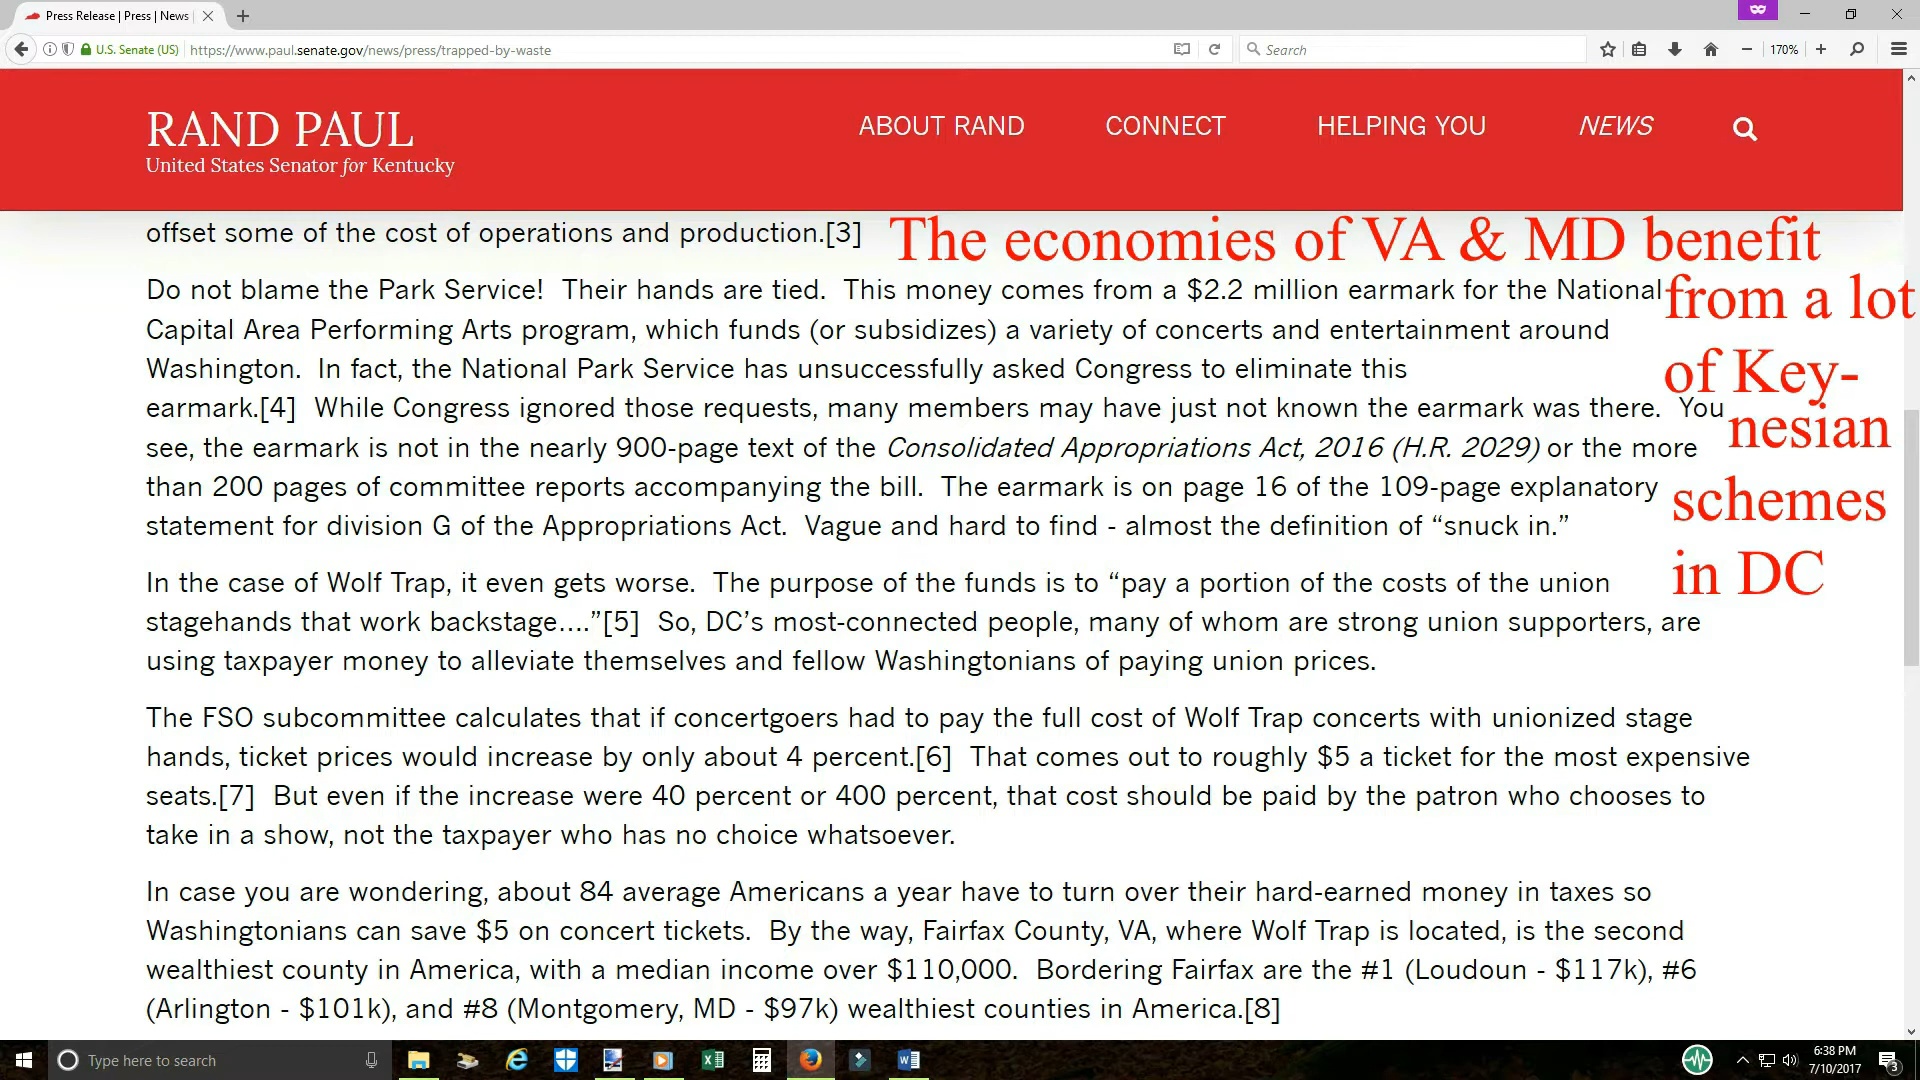 Press Release | Press | News
U.S. Senate (US)
https://www.paul.senate.gov/news/press/trapped-by-waste
Search
170%
RAND PAUL
United States Senator for Kentucky
ABOUT RAND
CONNECT
HELPING YOU
NEWS
offset some of the cost of operations and production.[3]
The economies of VA & MD benefit
from a lot
of Key-
nesian
schemes
in DC
Do not blame the Park Service! Their hands are tied. This money comes from a $2.2 million earmark for the National
Capital Area Performing Arts program, which funds (or subsidizes) a variety of concerts and entertainment around
Washington. In fact, the National Park Service has unsuccessfully asked Congress to eliminate this
earmark.[4] While Congress ignored those requests, many members may have just not known the earmark was there. You
see, the earmark is not in the nearly 900-page text of the Consolidated Appropriations Act, 2016 (H.R. 2029) or the more
than 200 pages of committee reports accompanying the bill. The earmark is on page 16 of the 109-page explanatory
statement for division G of the Appropriations Act. Vague and hard to find - almost the definition of “snuck in.”
In the case of Wolf Trap, it even gets worse. The purpose of the funds is to “pay a portion of the costs of the union
stagehands that work backstage….”[5] So, DC’s most-connected people, many of whom are strong union supporters, are
using taxpayer money to alleviate themselves and fellow Washingtonians of paying union prices.
The FSO subcommittee calculates that if concertgoers had to pay the full cost of Wolf Trap concerts with unionized stage
hands, ticket prices would increase by only about 4 percent.[6] That comes out to roughly $5 a ticket for the most expensive
seats.[7] But even if the increase were 40 percent or 400 percent, that cost should be paid by the patron who chooses to
take in a show, not the taxpayer who has no choice whatsoever.
In case you are wondering, about 84 average Americans a year have to turn over their hard-earned money in taxes so
Washingtonians can save $5 on concert tickets. By the way, Fairfax County, VA, where Wolf Trap is located, is the second
wealthiest county in America, with a median income over $110,000. Bordering Fairfax are the #1 (Loudoun - $117k), #6
(Arlington - $101k), and #8 (Montgomery, MD - $97k) wealthiest counties in America.[8]
Type here to search
6:38 PM
7/10/2017
3